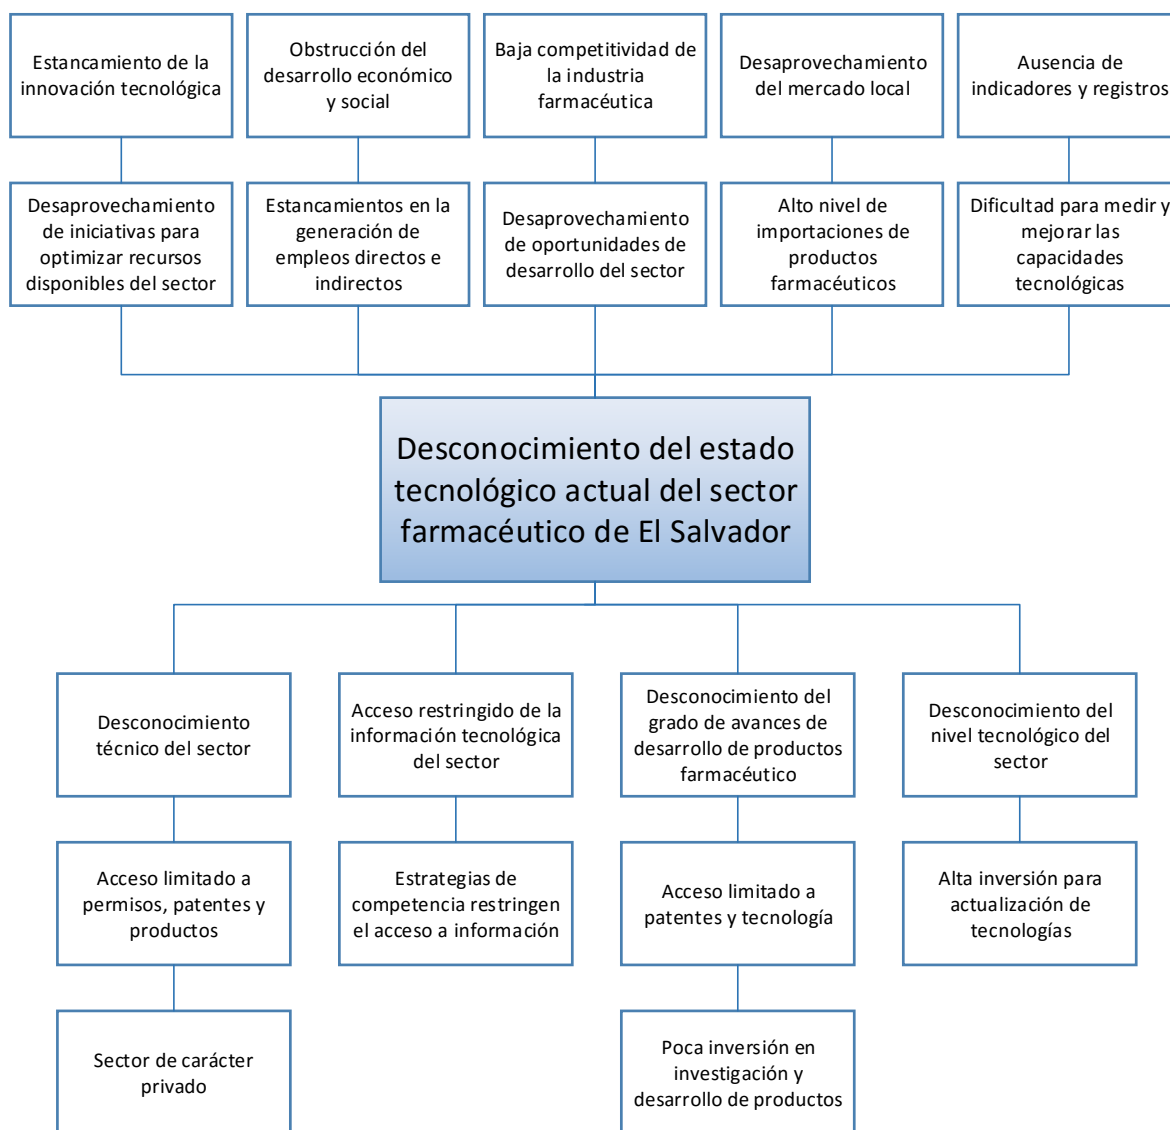 Estancamiento de la
innovación tecnológica
Obstrucción del
desarrollo económico
y social
Baja competitividad de
la industria
farmacéutica
Desaprovechamiento
del mercado local
Ausencia de
indicadores y registros
Desaprovechamiento
de iniciativas para
optimizar recursos
disponibles del sector
Estancamientos en la
generación de
empleos directos e
indirectos
Desaprovechamiento
de oportunidades de
desarrollo del sector
Alto nivel de
importaciones de
productos
farmacéuticos
Dificultad para medir y
mejorar las
capacidades
tecnológicas
Desconocimiento del estado
tecnológico actual del sector
farmacéutico de El Salvador
Desconocimiento
técnico del sector
Acceso restringido de la
información tecnológica
del sector
Desconocimiento del
grado de avances de
desarrollo de productos
farmacéutico
Desconocimiento del
nivel tecnológico del
sector
Acceso limitado a
permisos, patentes y
productos
Estrategias de
competencia restringen
el acceso a información
Acceso limitado a
patentes y tecnología
Alta inversión para
actualización de
tecnologías
Sector de carácter
privado
Poca inversión en
investigación y
desarrollo de productos